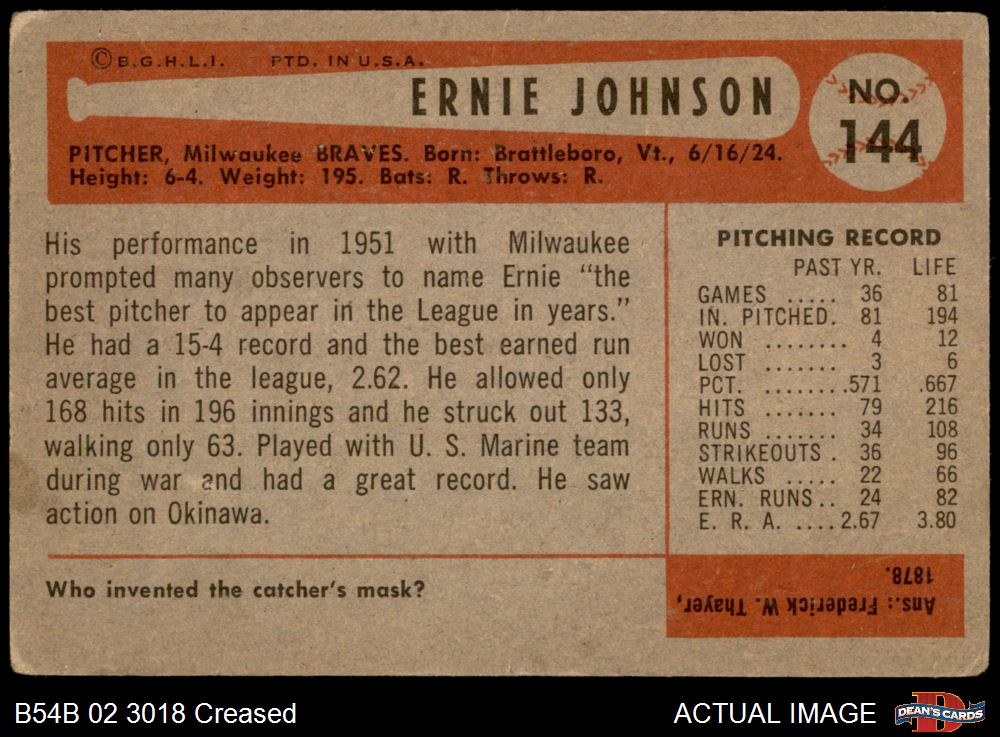 ©B.G.H.L.I. PTD. IN U.S.A.
ERNIE JOHNSON
NO.
144
PITCHER, Milwaukee BRAVES. Born: Brattleboro, Vt., 6/16/24.
Height: 6-4. Weight: 195. Bats: R. Throws: R.
His performance in 1951 with Milwaukee
prompted many observers to name Ernie "the
best pitcher to appear in the League in years."
He had a 15-4 record and the best earned run
average in the league, 2.62. He allowed only
168 hits in 196 innings and he struck out 133,
walking only 63. Played with U. S. Marine team
during war and had a great record. He saw
action on Okinawa.
PITCHING RECORD
PAST YR. LIFE
GAMES ..... 36 81
IN. PITCHED. 81 194
WON ........ 4 12
LOST ....... 3 6
PCT. ........571 .667
HITS ....... 79 216
RUNS ....... 34 108
STRIKEOUTS . 36 96
WALKS ..... 22 66
ERN. RUNS.. 24 82
E. R. A. ....2.67 3.80
Who invented the catcher's mask?
Ans.: Frederick W. Thayer,
1878.
B54B 02 3018 Creased
ACTUAL IMAGE
D
DEAN'S CARDS